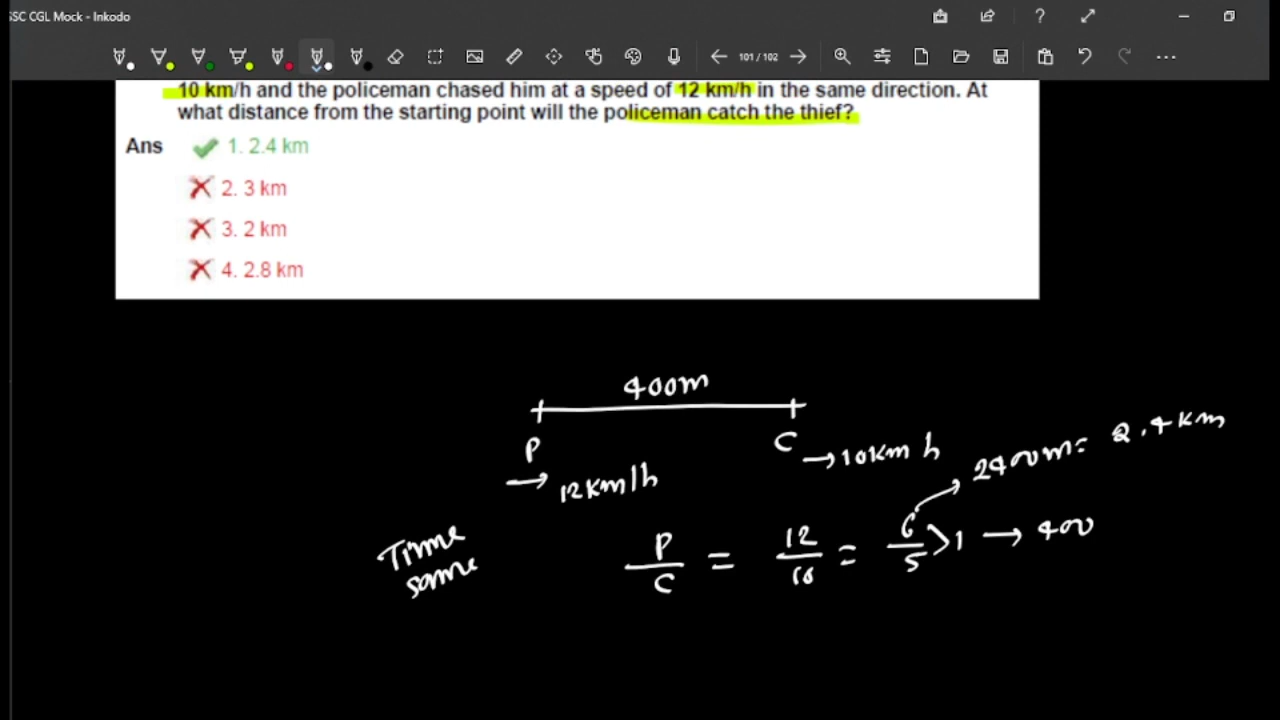 SSC CGL Mock - Inkodo
101 / 102
10 km/h and the policeman chased him at a speed of 12 km/h in the same direction. At
what distance from the starting point will the policeman catch the thief?
Ans 1. 2.4 km
2. 3 km
3. 2 km
4. 2.8 km
400m
P C
→ 12km/h → 10km h
2400m = 2.4km
Time
same
P/C = 12/10 = 6/5 > 1 → 400